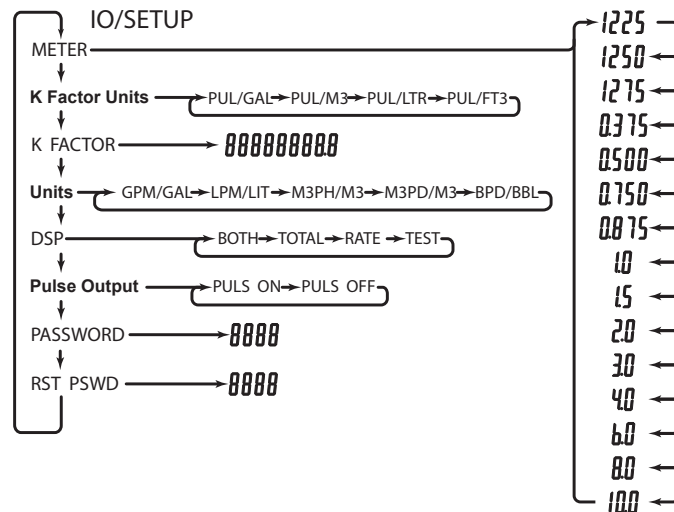 IO/SETUP
METER
K Factor Units PUL/GAL PUL/M3 PUL/LTR PUL/FT3
K FACTOR 88888888.8
Units GPM/GAL LPM/LIT M3PH/M3 M3PD/M3 BPD/BBL
DSP BOTH TOTAL RATE TEST
Pulse Output PULS ON PULS OFF
PASSWORD 8888
RST PSWD 8888
1225
1250
1275
0.375
0.500
0.750
0.875
1.0
1.5
2.0
3.0
4.0
6.0
8.0
10.0